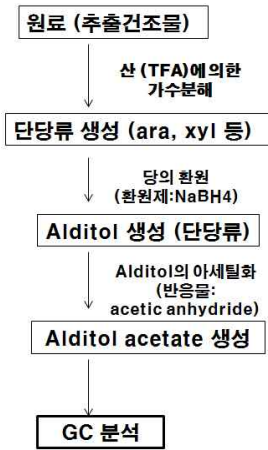 원료 (추출건조물)
산 (TFA)에의한
가수분해
단당류 생성 (ara, xyl 등)
당의 환원
(환원제:NaBH4)
Alditol 생성 (단당류)
Alditol의 아세틸화
(반응물:
acetic anhydride)
Alditol acetate 생성
GC 분석